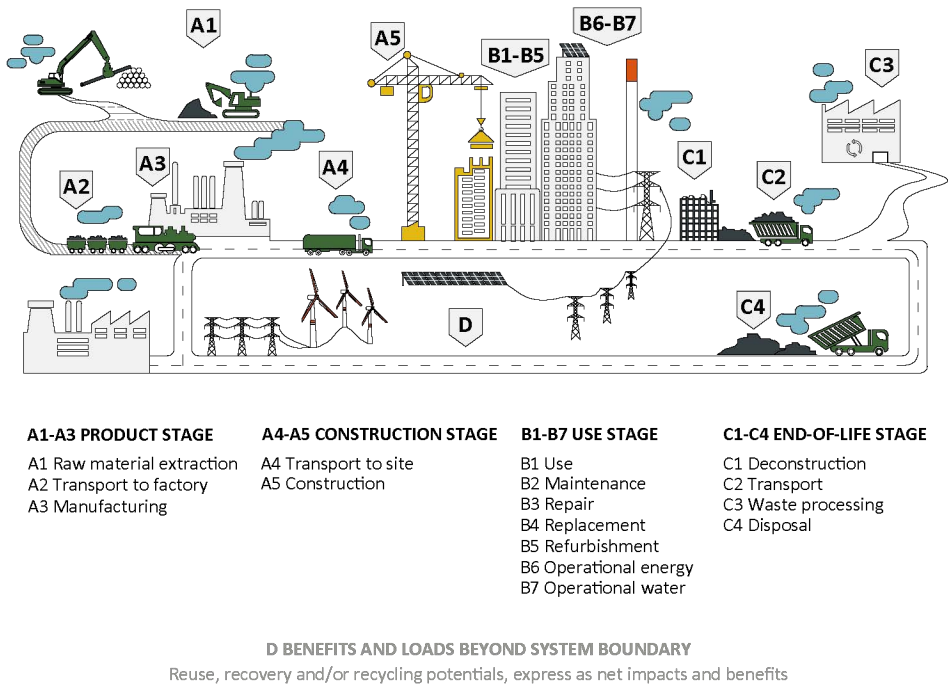 A1
A5
B1-B5
B6-B7
C3
A2
A3
A4
C1
C2
D
C4
A1-A3 PRODUCT STAGE
A1 Raw material extraction
A2 Transport to factory
A3 Manufacturing
A4-A5 CONSTRUCTION STAGE
A4 Transport to site
A5 Construction
B1-B7 USE STAGE
B1 Use
B2 Maintenance
B3 Repair
B4 Replacement
B5 Refurbishment
B6 Operational energy
B7 Operational water
C1-C4 END-OF-LIFE STAGE
C1 Deconstruction
C2 Transport
C3 Waste processing
C4 Disposal
D BENEFITS AND LOADS BEYOND SYSTEM BOUNDARY
Reuse, recovery and/or recycling potentials, express as net impacts and benefits